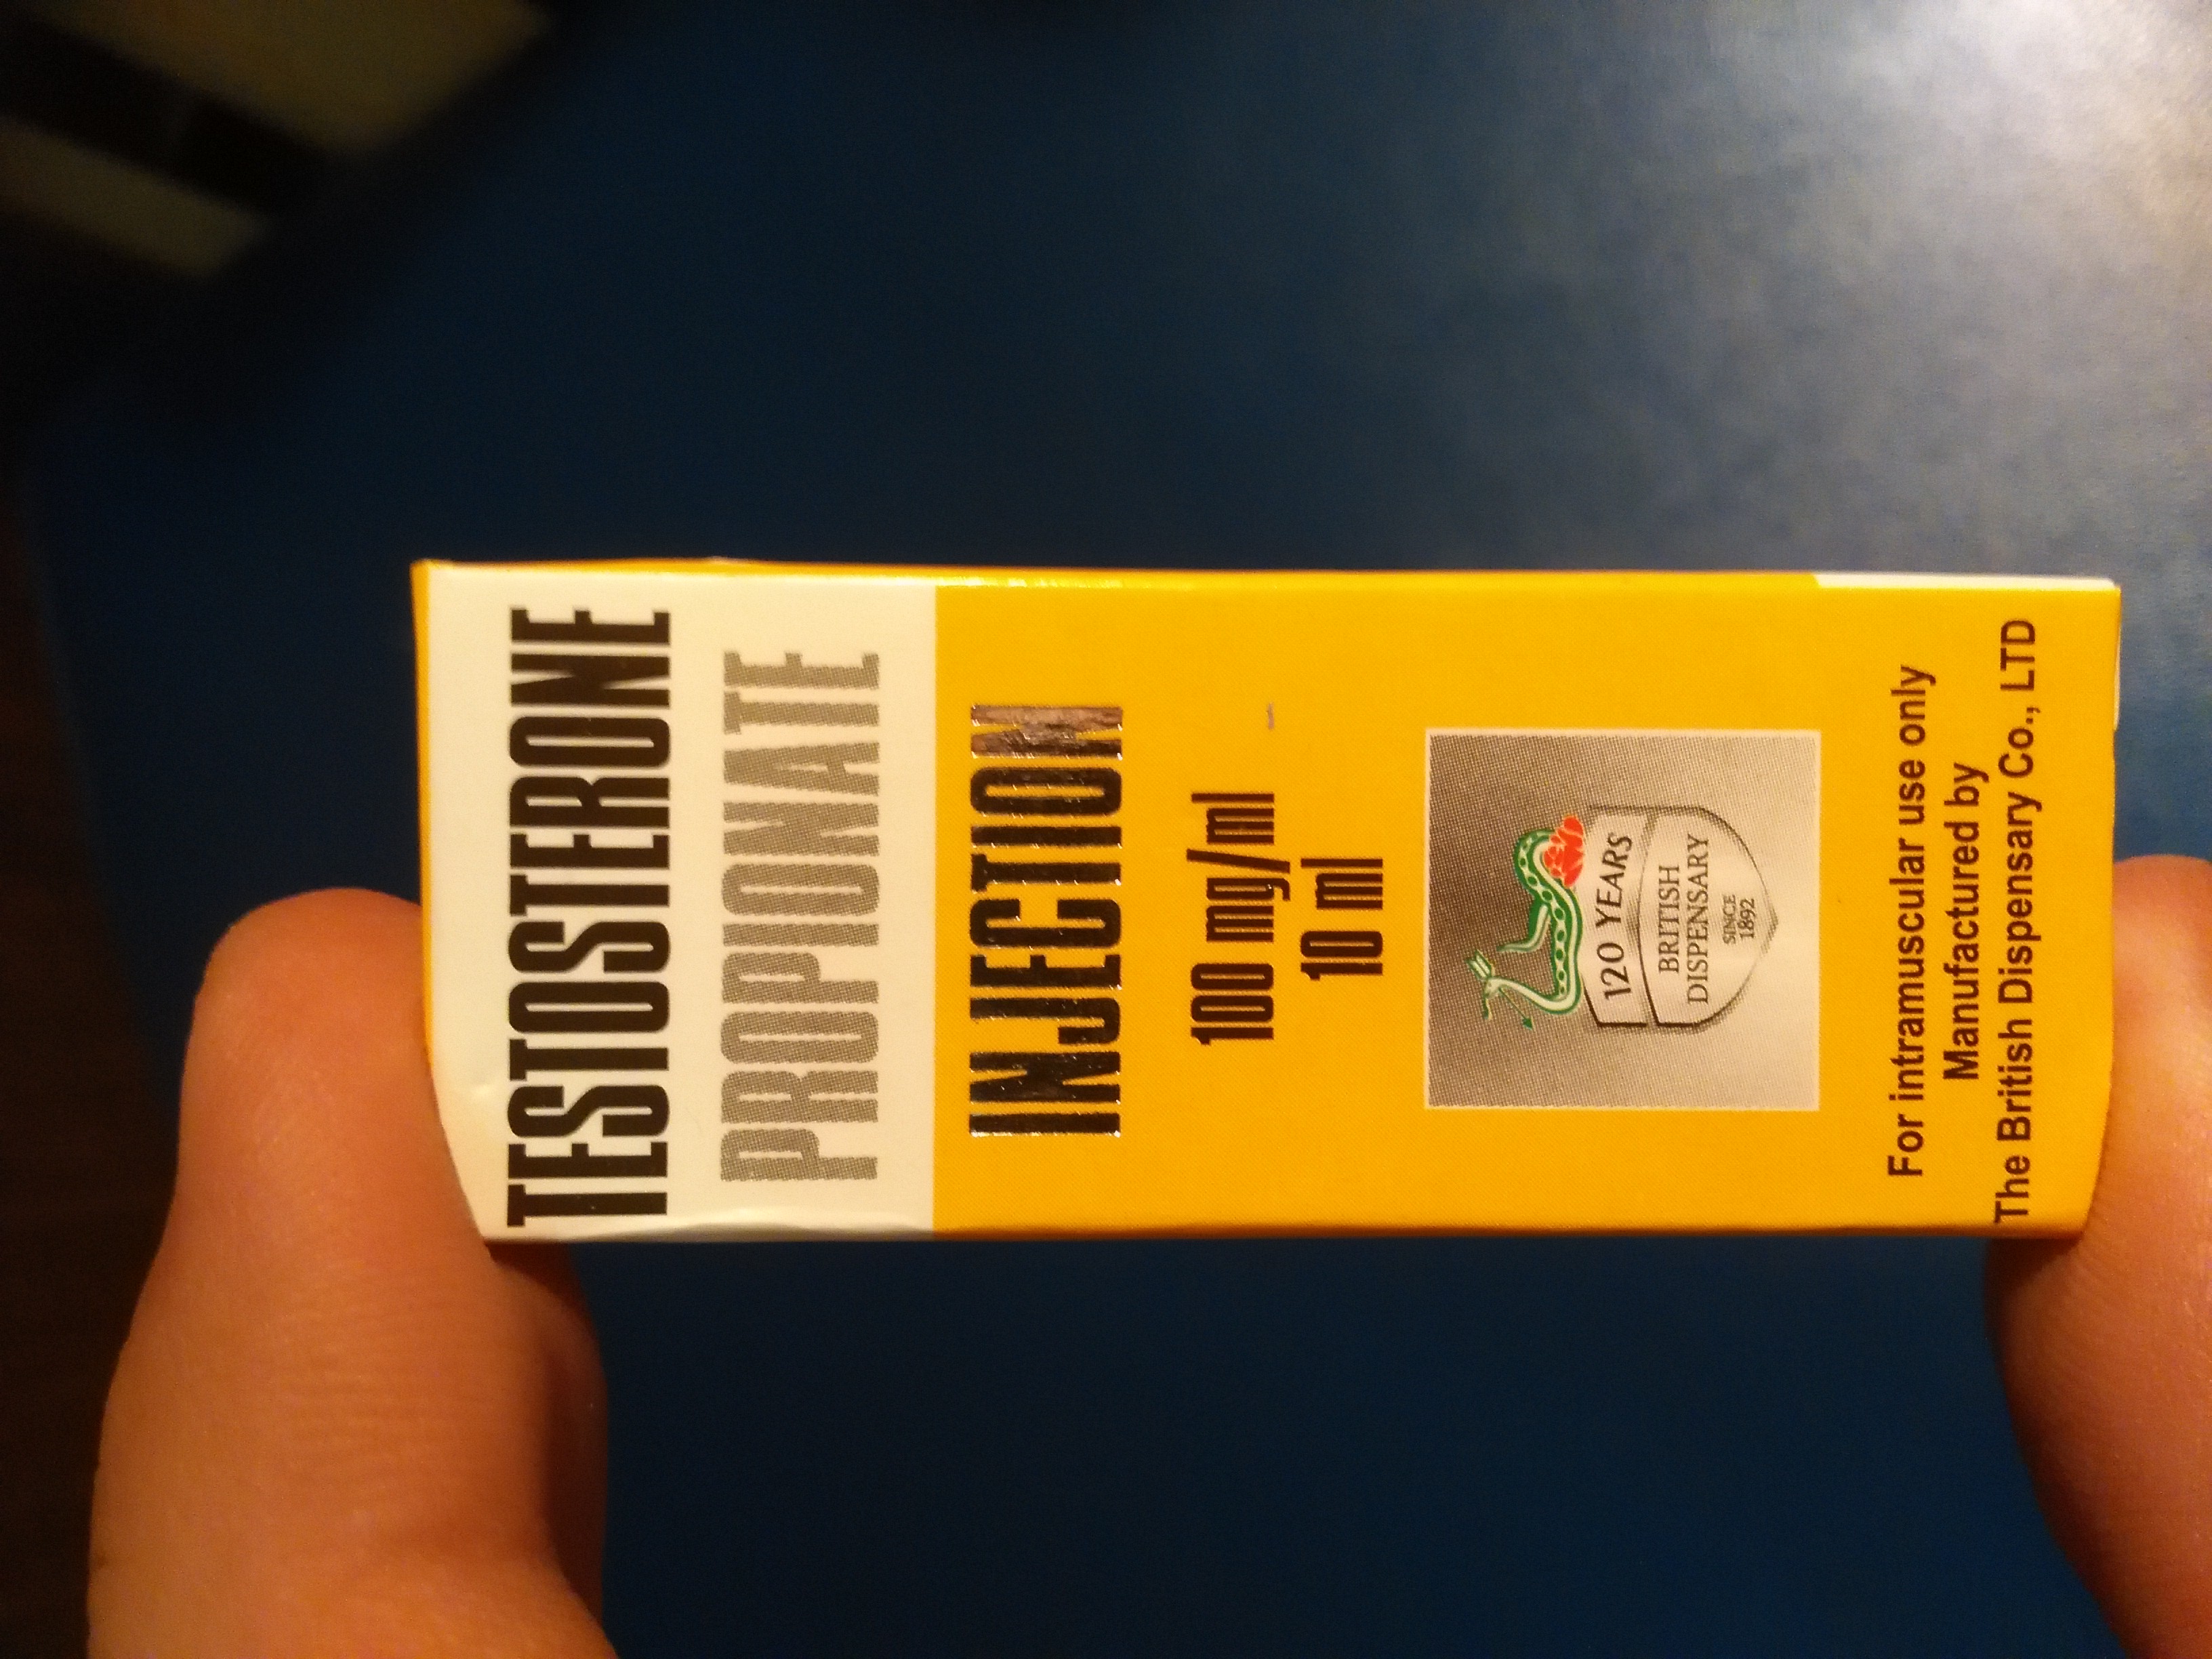 TESTOSTERONE
PROPIONATE
INJECTION
100 mg/ml
10 ml
120 YEARS
BRITISH
DISPENSARY
SINCE
1892
For intramuscular use only
Manufactured by
The British Dispensary Co., LTD